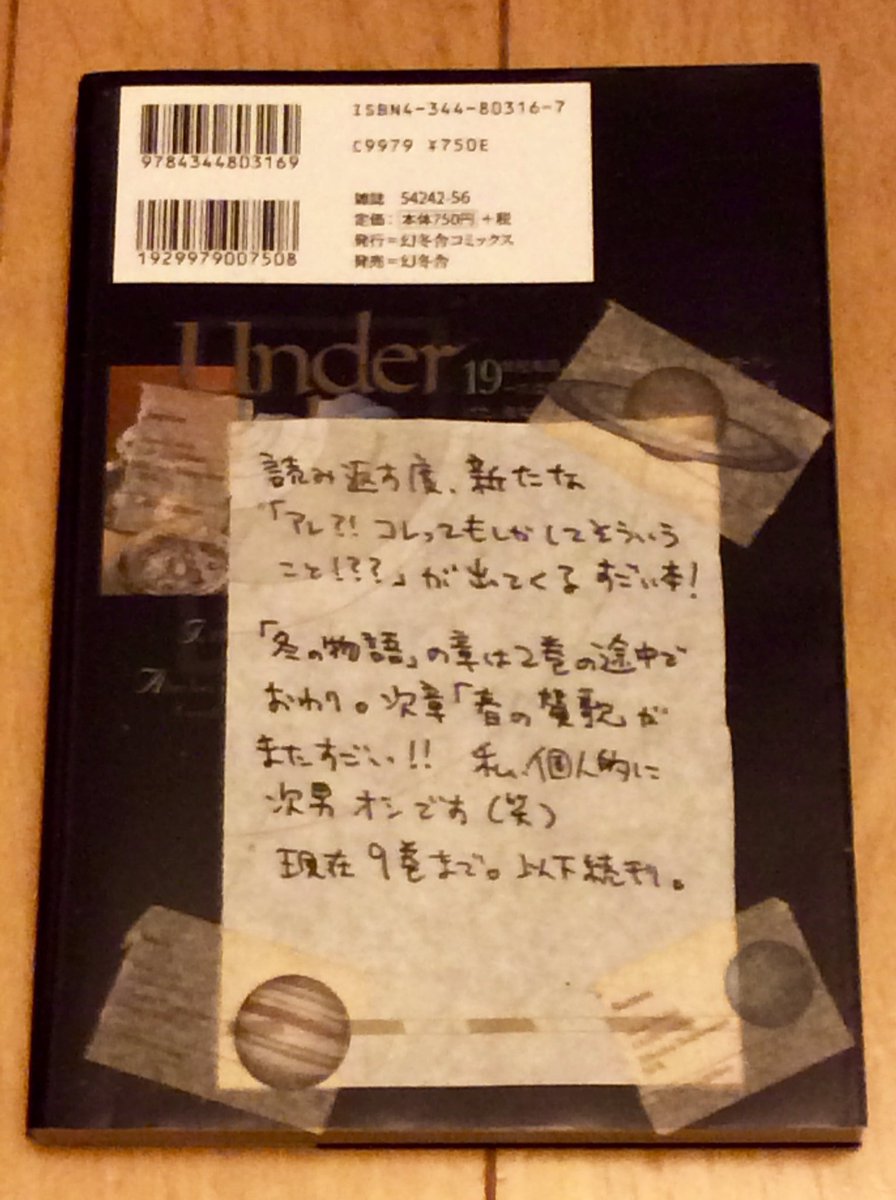 ISBN4-344-80316-7
9784344803169
C9979 ¥750E
1929979007508
雑誌 54242-56
定価：本体750円+税
発行＝幻冬舎コミックス
発売＝幻冬舎
Under
19
読み返す度、新たな
「アレ?! コレってもしかしてそういう
こと!???」が出てくるすごい本!
「冬の物語」の章は2巻の途中で
おわり。次章「春の賛歌」が
またすごい!! 私、個人的に
次男オシです(笑)
現在9巻まで。以下続刊。